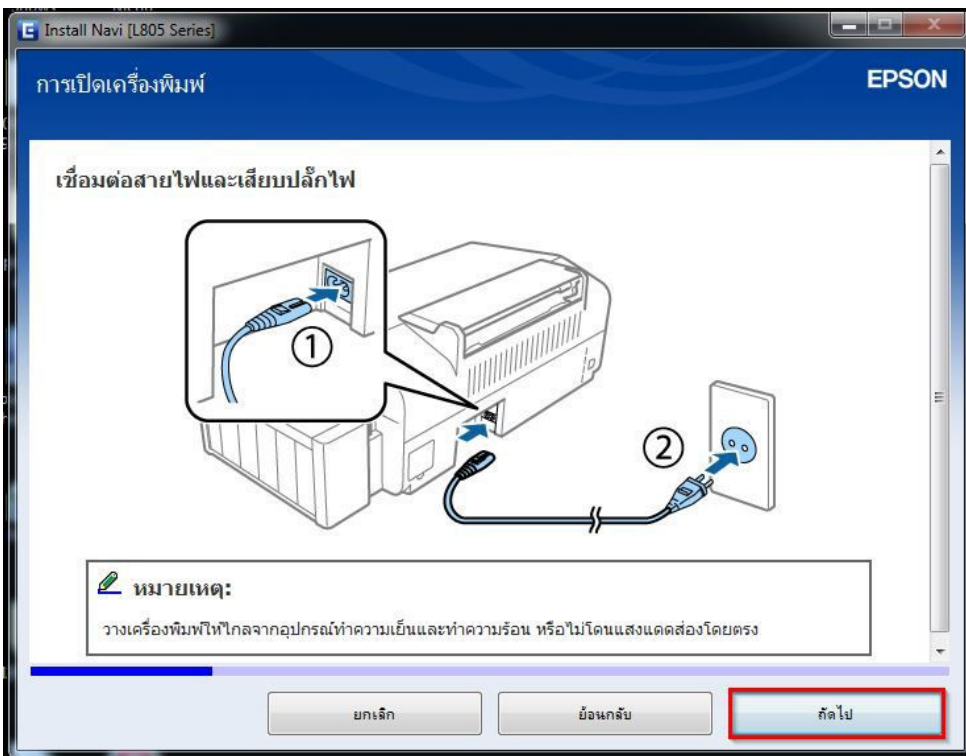 Install Navi [L805 Series]
การเปิดเครื่องพิมพ์
EPSON
เชื่อมต่อสายไฟและเสียบปลั๊กไฟ
1
2
หมายเหตุ:
วางเครื่องพิมพ์ให้ไกลจากอุปกรณ์ทำความเย็นและทำความร้อน หรือไม่โดนแสงแดดส่องโดยตรง
ยกเลิก
ย้อนกลับ
ถัดไป